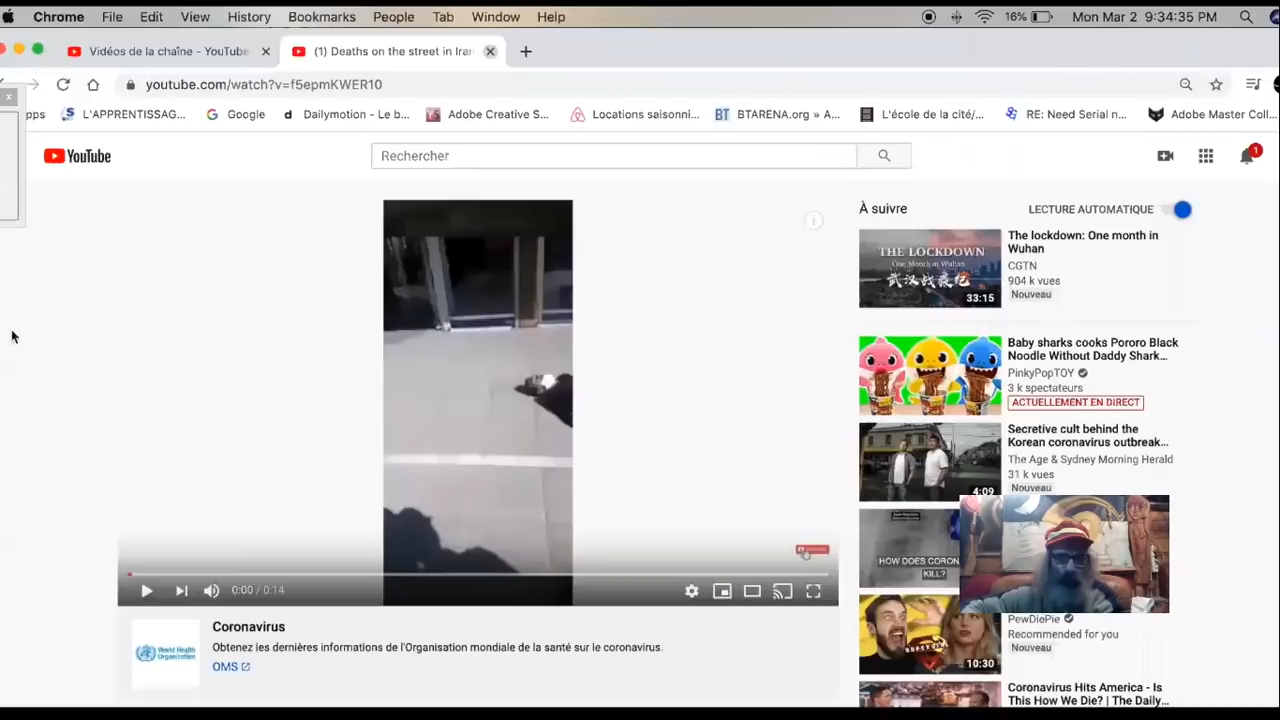 Chrome File Edit View History Bookmarks People Tab Window Help 16% Mon Mar 2 9:34:35 PM
Vidéos de la chaîne - YouTube (1) Deaths on the street in Iran
youtube.com/watch?v=f5epmKWER10
pps L'APPRENTISSAG... Google Dailymotion - Le b... Adobe Creative S... Locations saisonni... BT BTARENA.org » A... L'école de la cité/... RE: Need Serial n... Adobe Master Coll...
YouTube Rechercher 1
À suivre LECTURE AUTOMATIQUE
THE LOCKDOWN
One Month in Wuhan
33:15
The lockdown: One month in
Wuhan
CGTN
904 k vues
Nouveau
Baby sharks cooks Pororo Black
Noodle Without Daddy Shark...
PinkyPopTOY
3 k spectateurs
ACTUELLEMENT EN DIRECT
Secretive cult behind the
Korean coronavirus outbreak...
The Age & Sydney Morning Herald
31 k vues
Nouveau
4:09
HOW DOES CORON
KILL?
PewDiePie
Recommended for you
Nouveau
10:30
Coronavirus Hits America - Is
This How We Die? | The Daily...
0:00 / 0:14
World Health
Organization
Coronavirus
Obtenez les dernières informations de l'Organisation mondiale de la santé sur le coronavirus.
OMS